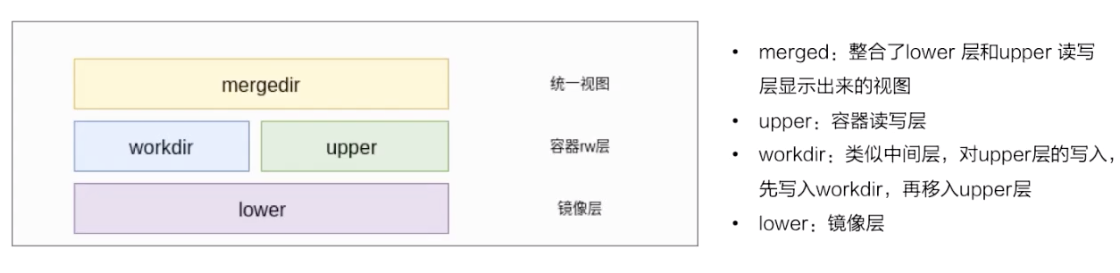 mergedir 统一视图
workdir upper 容器rw层
lower 镜像层
• merged：整合了lower 层和upper 读写
层显示出来的视图
• upper：容器读写层
• workdir：类似中间层，对upper层的写入，
先写入workdir，再移入upper层
• lower：镜像层